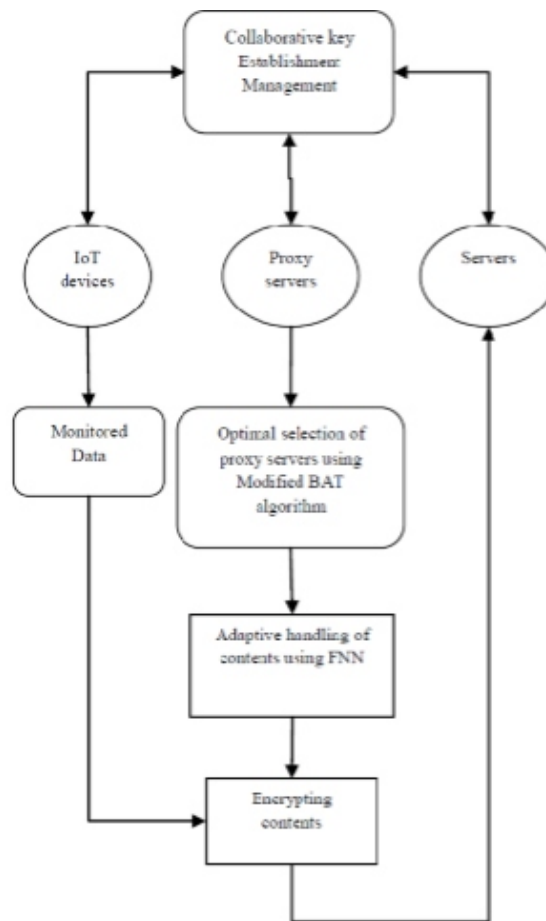 Collaborative key
Establishment
Management
IoT
devices
Proxy
servers
Servers
Monitored
Data
Optimal selection of
proxy servers using
Modified BAT
algorithm
Adaptive handling of
contents using FNN
Encrypting
contents